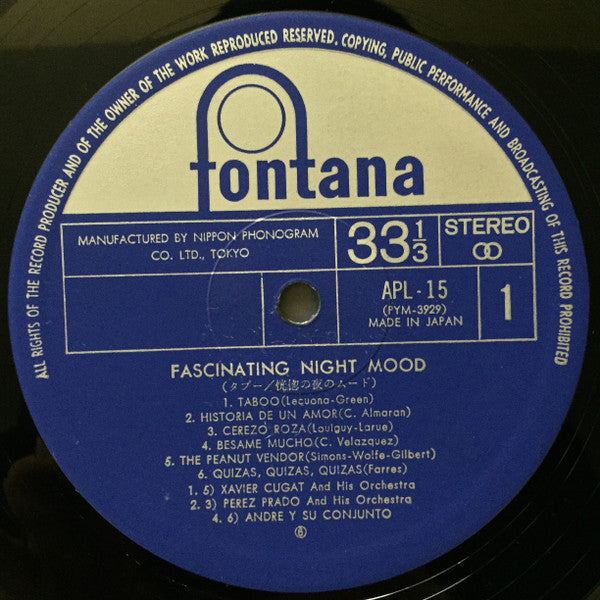 ALL RIGHTS OF THE RECORD PRODUCER AND OF THE OWNER OF THE WORK REPRODUCED RESERVED. COPYING, PUBLIC PERFORMANCE AND BROADCASTING OF THIS RECORD PROHIBITED
fontana
MANUFACTURED BY NIPPON PHONOGRAM
CO. LTD., TOKYO
33 1/3
STEREO
APL-15
(PYM-3929)
MADE IN JAPAN
1
FASCINATING NIGHT MOOD
(タブー/恍惚の夜のムード)
1. TABOO(Lecuona-Green)
2. HISTORIA DE UN AMOR(C. Almaran)
3. CEREZO ROZA(Louiguy-Larue)
4. BESAME MUCHO(C. Velazquez)
5. THE PEANUT VENDOR(Simons-Wolfe-Gilbert)
6. QUIZAS, QUIZAS, QUIZAS(Farres)
1. 5) XAVIER CUGAT And His Orchestra
2. 3) PEREZ PRADO And His Orchestra
4. 6) ANDRE Y SU CONJUNTO